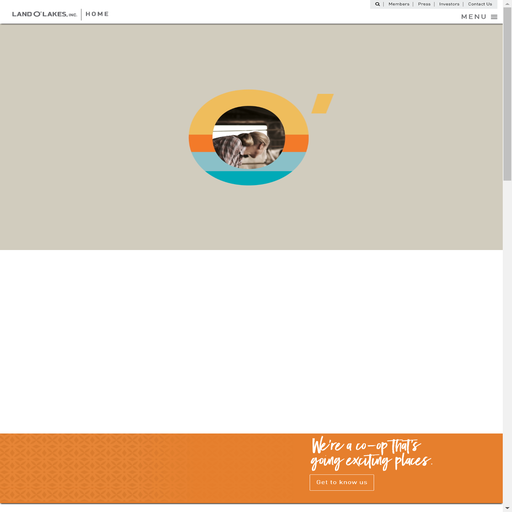 Members
Press
Investors
Contact Us
LAND O'LAKES, INC.
HOME
MENU
O'
We're a co-op that's
going exciting places.
Get to know us